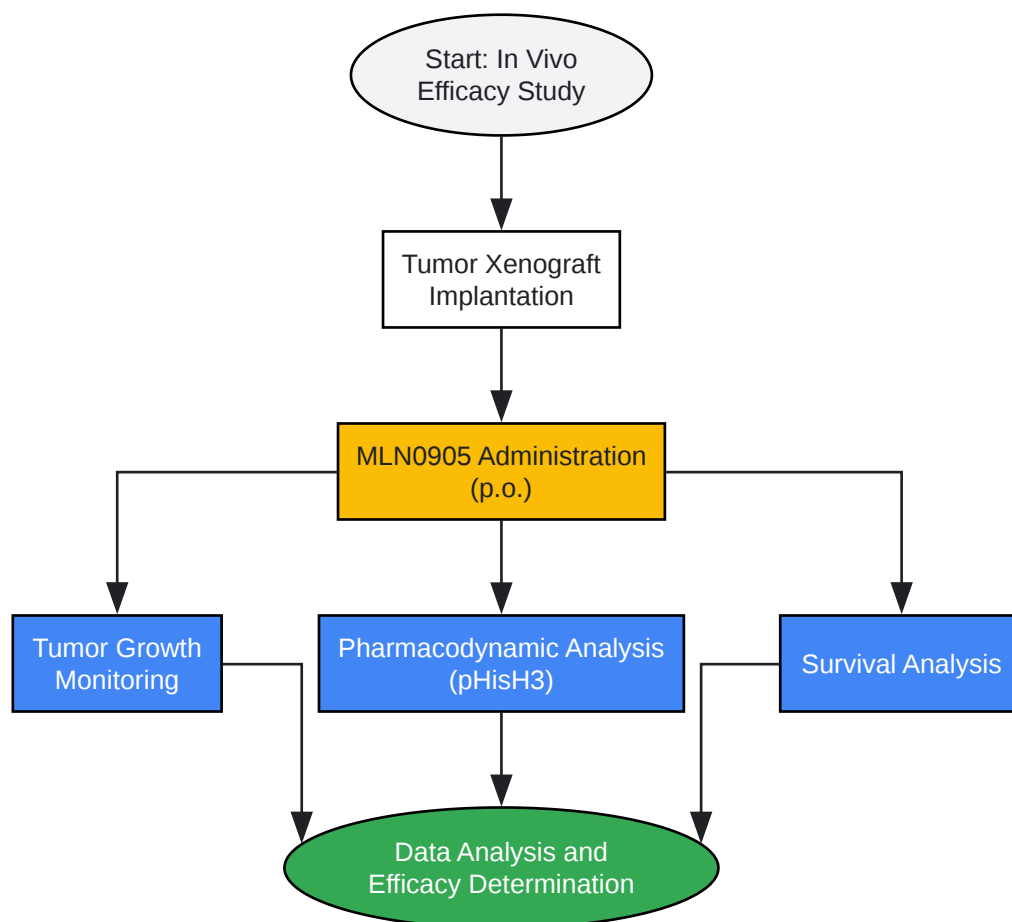 Start: In Vivo
Efficacy Study
Tumor Xenograft
Implantation
MLN0905 Administration
(p.o.)
Tumor Growth
Monitoring
Pharmacodynamic Analysis
(pHisH3)
Survival Analysis
Data Analysis and
Efficacy Determination